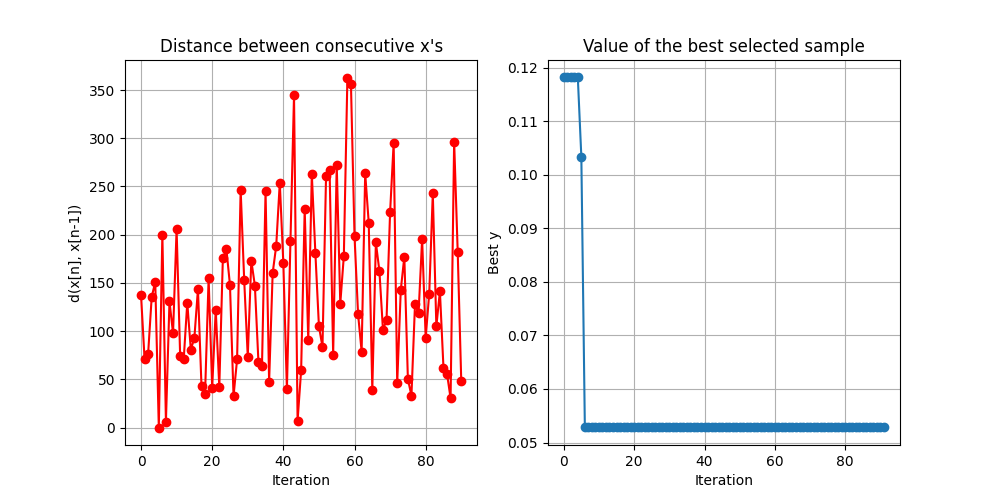 Distance between consecutive x's
d(x[n], x[n-1])
350
300
250
200
150
100
50
0
0 20 40 60 80
Iteration
Value of the best selected sample
Best y
0.12
0.11
0.10
0.09
0.08
0.07
0.06
0.05
0 20 40 60 80
Iteration